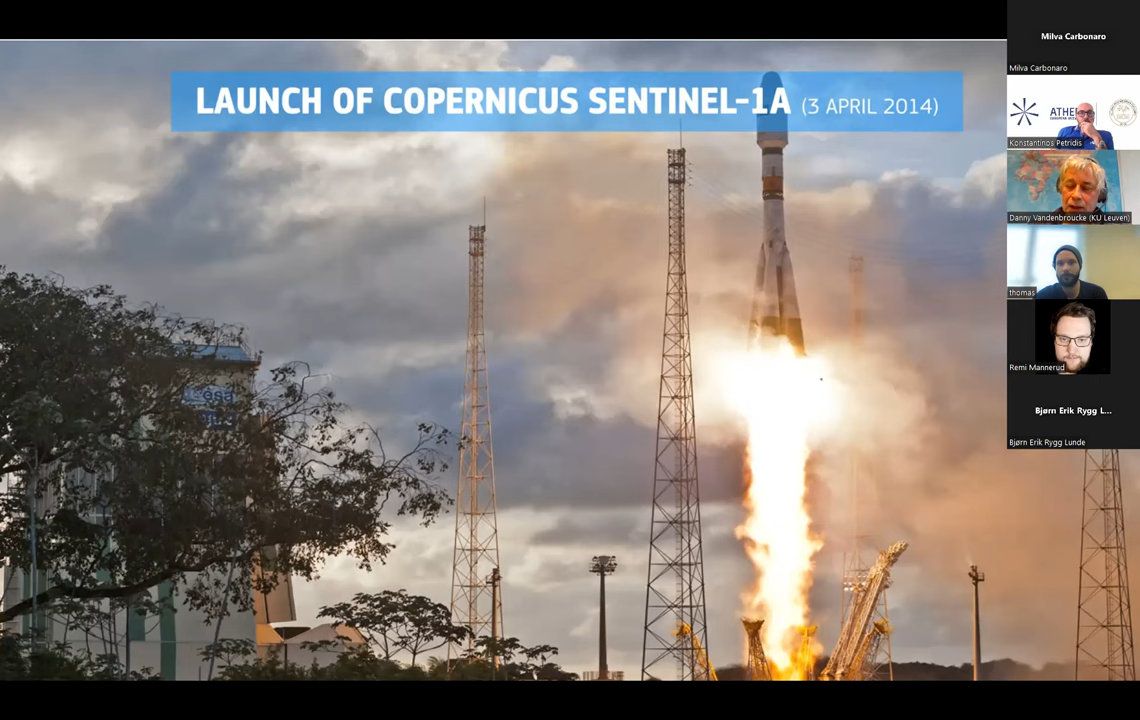 LAUNCH OF COPERNICUS SENTINEL-1A (3 APRIL 2014)
esa
Milva Carbonaro
Milva Carbonaro
Konstantinos Petridis
Danny Vandenbroucke (KU Leuven)
thomas
Remi Mannerud
Bjørn Erik Rygg L...
Bjørn Erik Rygg Lunde